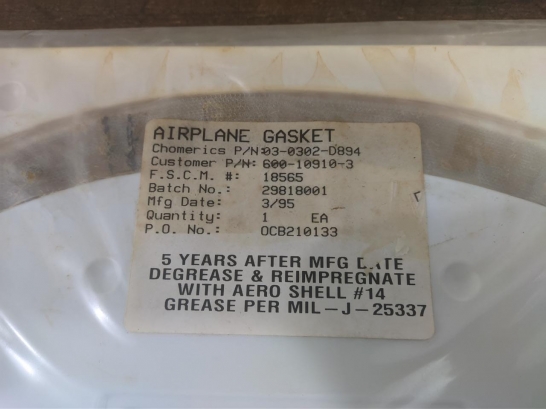 AIRPLANE GASKET
Chomerics P/N:03-0302-D894
Customer P/N: 600-10910-3
F.S.C.M. #: 18565
Batch No.: 29818001
Mfg Date: 3/95
Quantity: 1 EA
P.O. No.: OCB210133
5 YEARS AFTER MFG DATE
DEGREASE & REIMPREGNATE
WITH AERO SHELL #14
GREASE PER MIL-J-25337